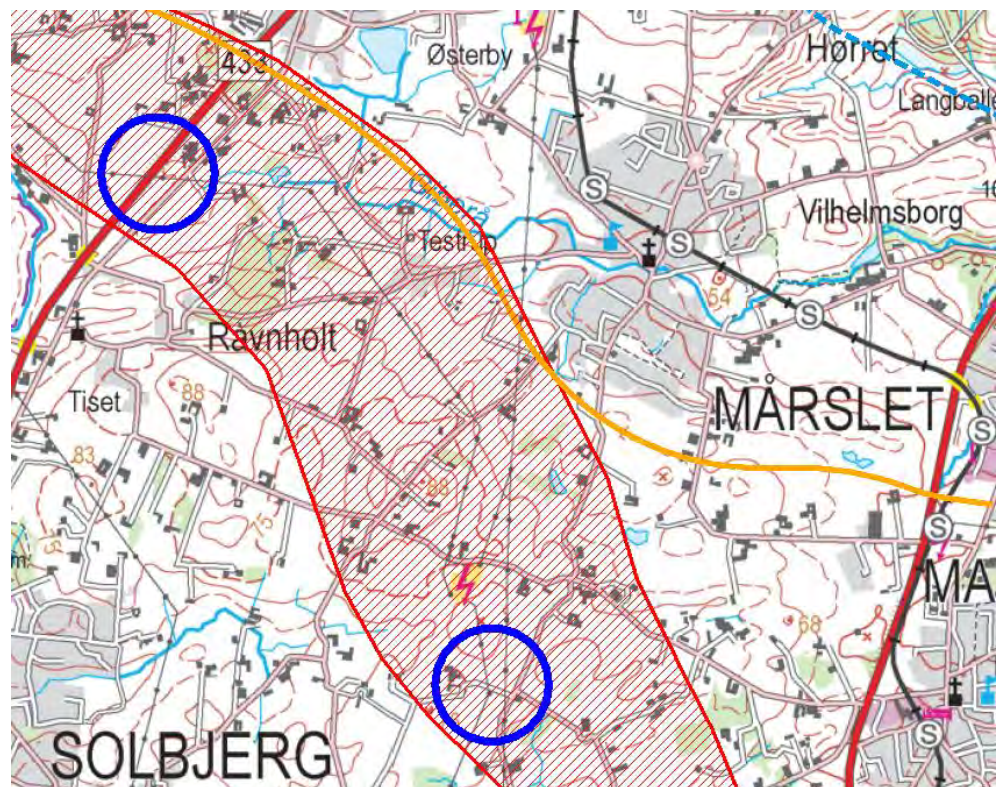 433
Østerby
Hørret
Langballe
Vilhelmsborg
S
S
Testrup
54
S
Ravnholt
88
Tiset
MÅRSLET
S
83
88
S
MA
68
SOLBJERG
S